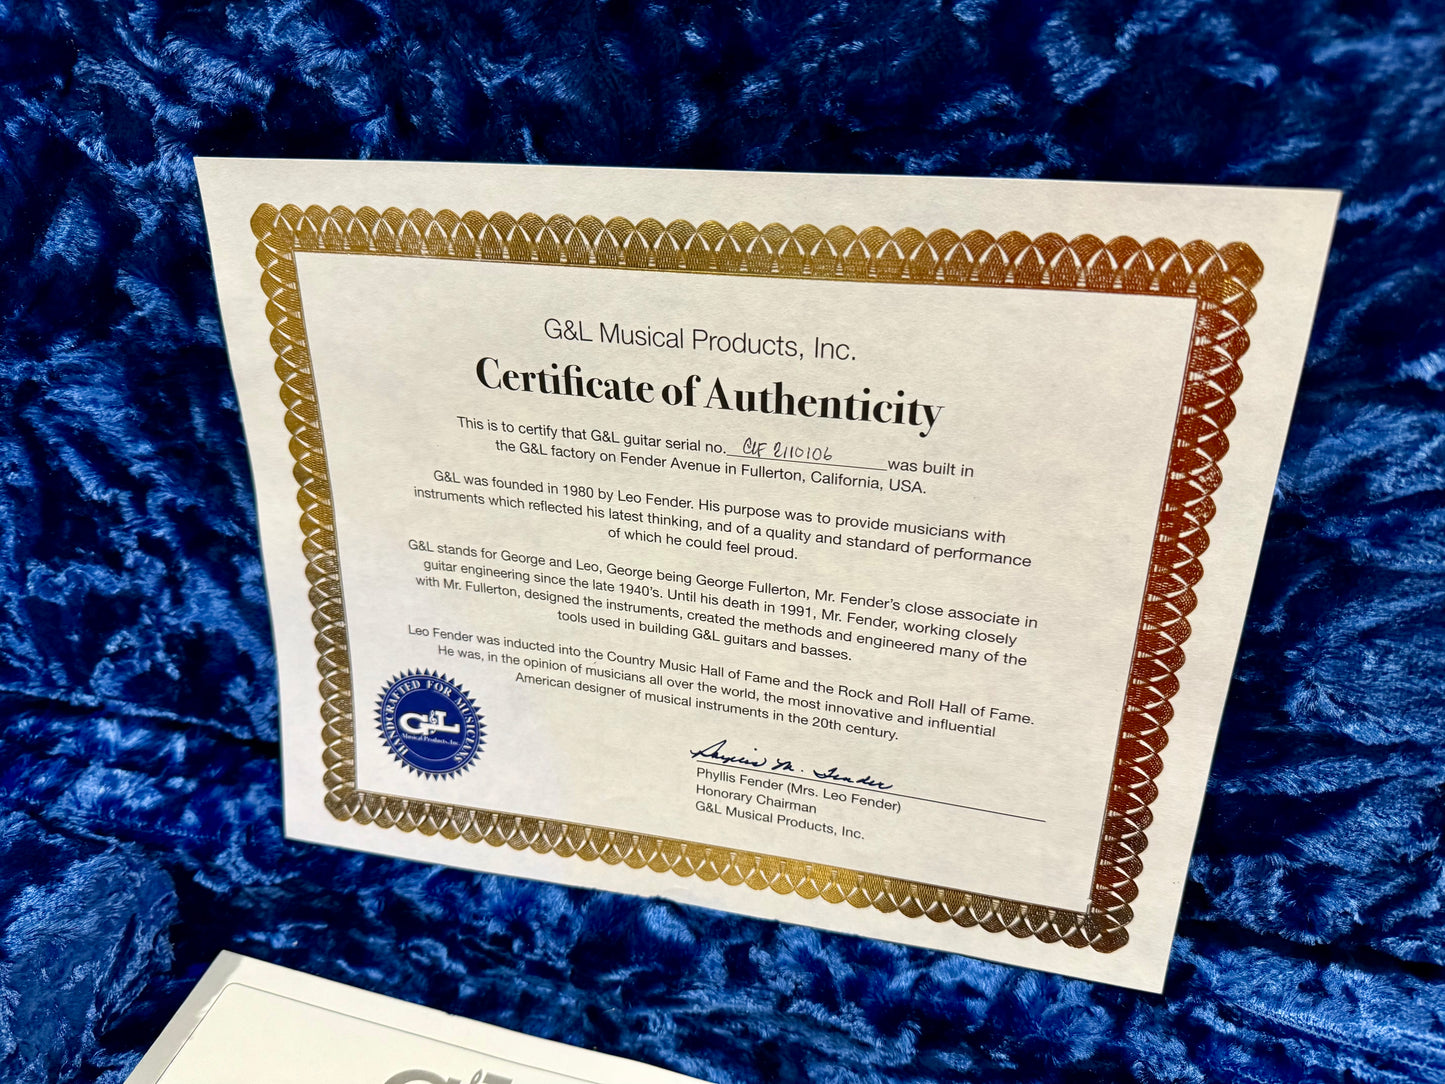 G&L Musical Products, Inc.
Certificate of Authenticity
This is to certify that G&L guitar serial no. CLF 2110106 was built in
the G&L factory on Fender Avenue in Fullerton, California, USA.
G&L was founded in 1980 by Leo Fender. His purpose was to provide musicians with
instruments which reflected his latest thinking, and of a quality and standard of performance
of which he could feel proud.
G&L stands for George and Leo, George being George Fullerton, Mr. Fender's close associate in
guitar engineering since the late 1940's. Until his death in 1991, Mr. Fender, working closely
with Mr. Fullerton, designed the instruments, created the methods and engineered many of the
tools used in building G&L guitars and basses.
Leo Fender was inducted into the Country Music Hall of Fame and the Rock and Roll Hall of Fame.
He was, in the opinion of musicians all over the world, the most innovative and influential
American designer of musical instruments in the 20th century.
HANDCRAFTED FOR MUSICIANS
G&L
Musical Products, Inc.
Phyllis M. Fender
Phyllis Fender (Mrs. Leo Fender)
Honorary Chairman
G&L Musical Products, Inc.
G&L